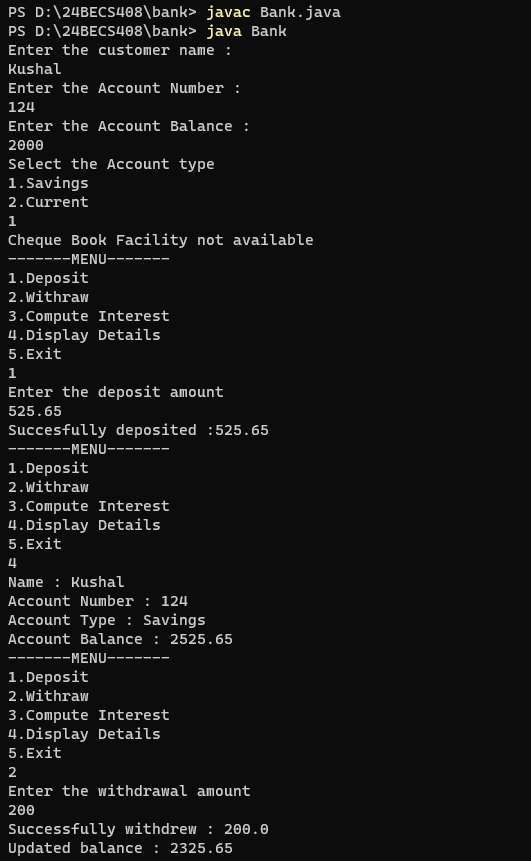 PS D:\24BECS408\bank> javac Bank.java
PS D:\24BECS408\bank> java Bank
Enter the customer name :
Kushal
Enter the Account Number :
124
Enter the Account Balance :
2000
Select the Account type
1.Savings
2.Current
1
Cheque Book Facility not available
-------MENU-------
1.Deposit
2.Withraw
3.Compute Interest
4.Display Details
5.Exit
1
Enter the deposit amount
525.65
Succesfully deposited :525.65
-------MENU-------
1.Deposit
2.Withraw
3.Compute Interest
4.Display Details
5.Exit
4
Name : Kushal
Account Number : 124
Account Type : Savings
Account Balance : 2525.65
-------MENU-------
1.Deposit
2.Withraw
3.Compute Interest
4.Display Details
5.Exit
2
Enter the withdrawal amount
200
Successfully withdrew : 200.0
Updated balance : 2325.65